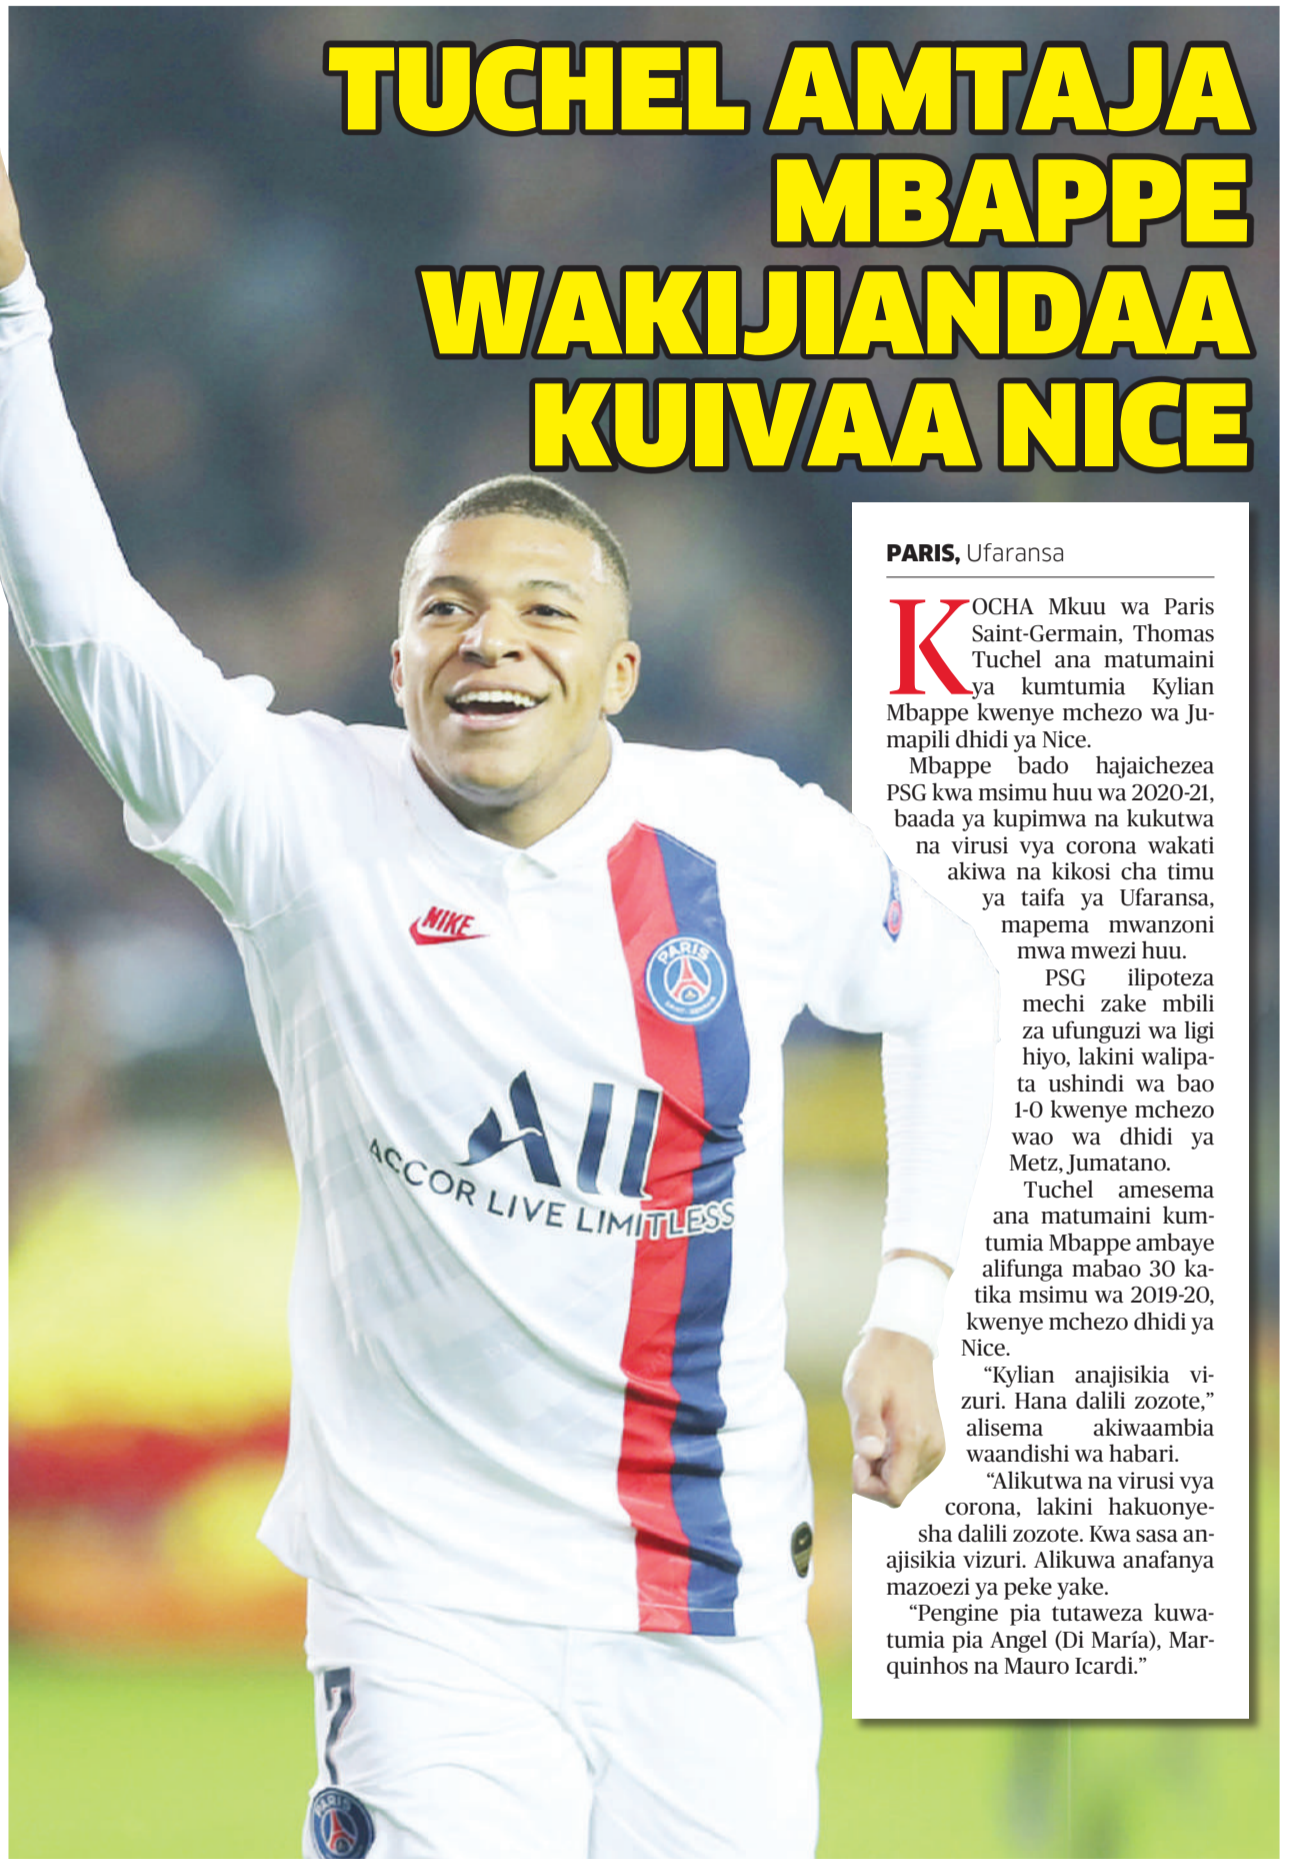 TUCHEL AMTAJA
MBAPPE
WAKIJIANDAA
KUIVAA NICE
PARIS, Ufaransa
KOCHA Mkuu wa Paris
Saint-Germain, Thomas
Tuchel ana matumaini
ya kumtumia Kylian
Mbappe kwenye mchezo wa Ju-
mapili dhidi ya Nice.
Mbappe bado hajaichezea
PSG kwa msimu huu wa 2020-21,
baada ya kupimwa na kukutwa
na virusi vya corona wakati
akiwa na kikosi cha timu
ya taifa ya Ufaransa,
mapema mwanzoni
mwa mwezi huu.
PSG ilipoteza
mechi zake mbili
za ufunguzi wa ligi
hiyo, lakini walipa-
ta ushindi wa bao
1-0 kwenye mchezo
wao wa dhidi ya
Metz, Jumatano.
Tuchel amesema
ana matumaini kum-
tumia Mbappe ambaye
alifunga mabao 30 ka-
tika msimu wa 2019-20,
kwenye mchezo dhidi ya
Nice.
“Kylian anajisikia vi-
zuri. Hana dalili zozote,”
alisema akiwaambia
waandishi wa habari.
“Alikutwa na virusi vya
corona, lakini hakuonye-
sha dalili zozote. Kwa sasa an-
ajisikia vizuri. Alikuwa anafanya
mazoezi ya peke yake.
“Pengine pia tutaweza kuwa-
tumia pia Angel (Di María), Mar-
quinhos na Mauro Icardi.”
NIKE
PARIS
SAINT-GERMAIN
ALL
ACCOR LIVE LIMITLESS
7
PARIS